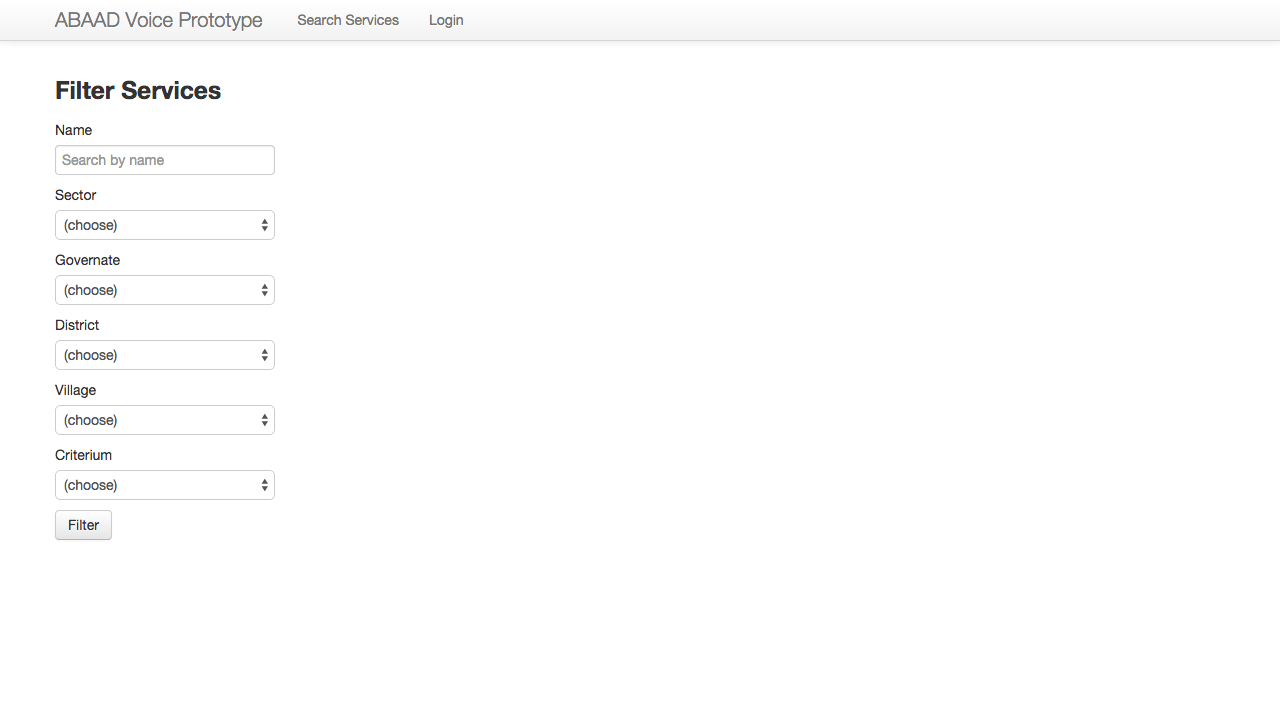 ABAAD Voice Prototype Search Services Login
Filter Services
Name
Search by name
Sector
(choose)
Governate
(choose)
District
(choose)
Village
(choose)
Criterium
(choose)
Filter